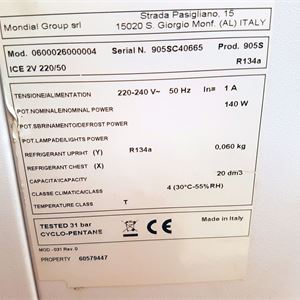 Mondial Group srl
Strada Pasigliano, 15
15020 S. Giorgio Monf. (AL) ITALY
Mod. 0600026000004 Serial N. 905SC40665 Prod. 905S
ICE 2V 220/50 R134a
TENSIONE/ALIMENTATION 220-240 V~ 50 Hz In= 1 A
POT.NOMINALE/NOMINAL POWER 140 W
POT.SBRINAMENTO/DEFROST POWER
POT.LAMPADE/LIGHTS POWER
REFRIGERANT UPRIHT (Y) R134a 0,060 kg
REFRIGERANT CHEST (X)
CAPACITA'/CAPACITY 20 dm3
CLASSE CLIMATICA/CLASS 4 (30°C-55%RH)
TEMPERATURE CLASS T
TESTED 31 bar
CYCLO-PENTANE
CE
Made in Italy
MOD - 031 Rev. 0
PROPERTY 60579447